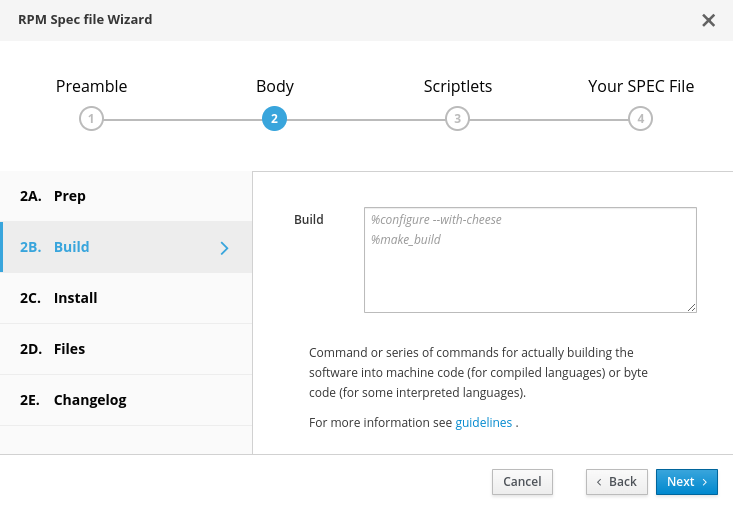 RPM Spec file Wizard
Preamble
Body
Scriptlets
Your SPEC File
1
2
3
4
2A. Prep
2B. Build
2C. Install
2D. Files
2E. Changelog
Build
%configure --with-cheese
%make_build
Command or series of commands for actually building the
software into machine code (for compiled languages) or byte
code (for some interpreted languages).
For more information see guidelines .
Cancel
Back
Next